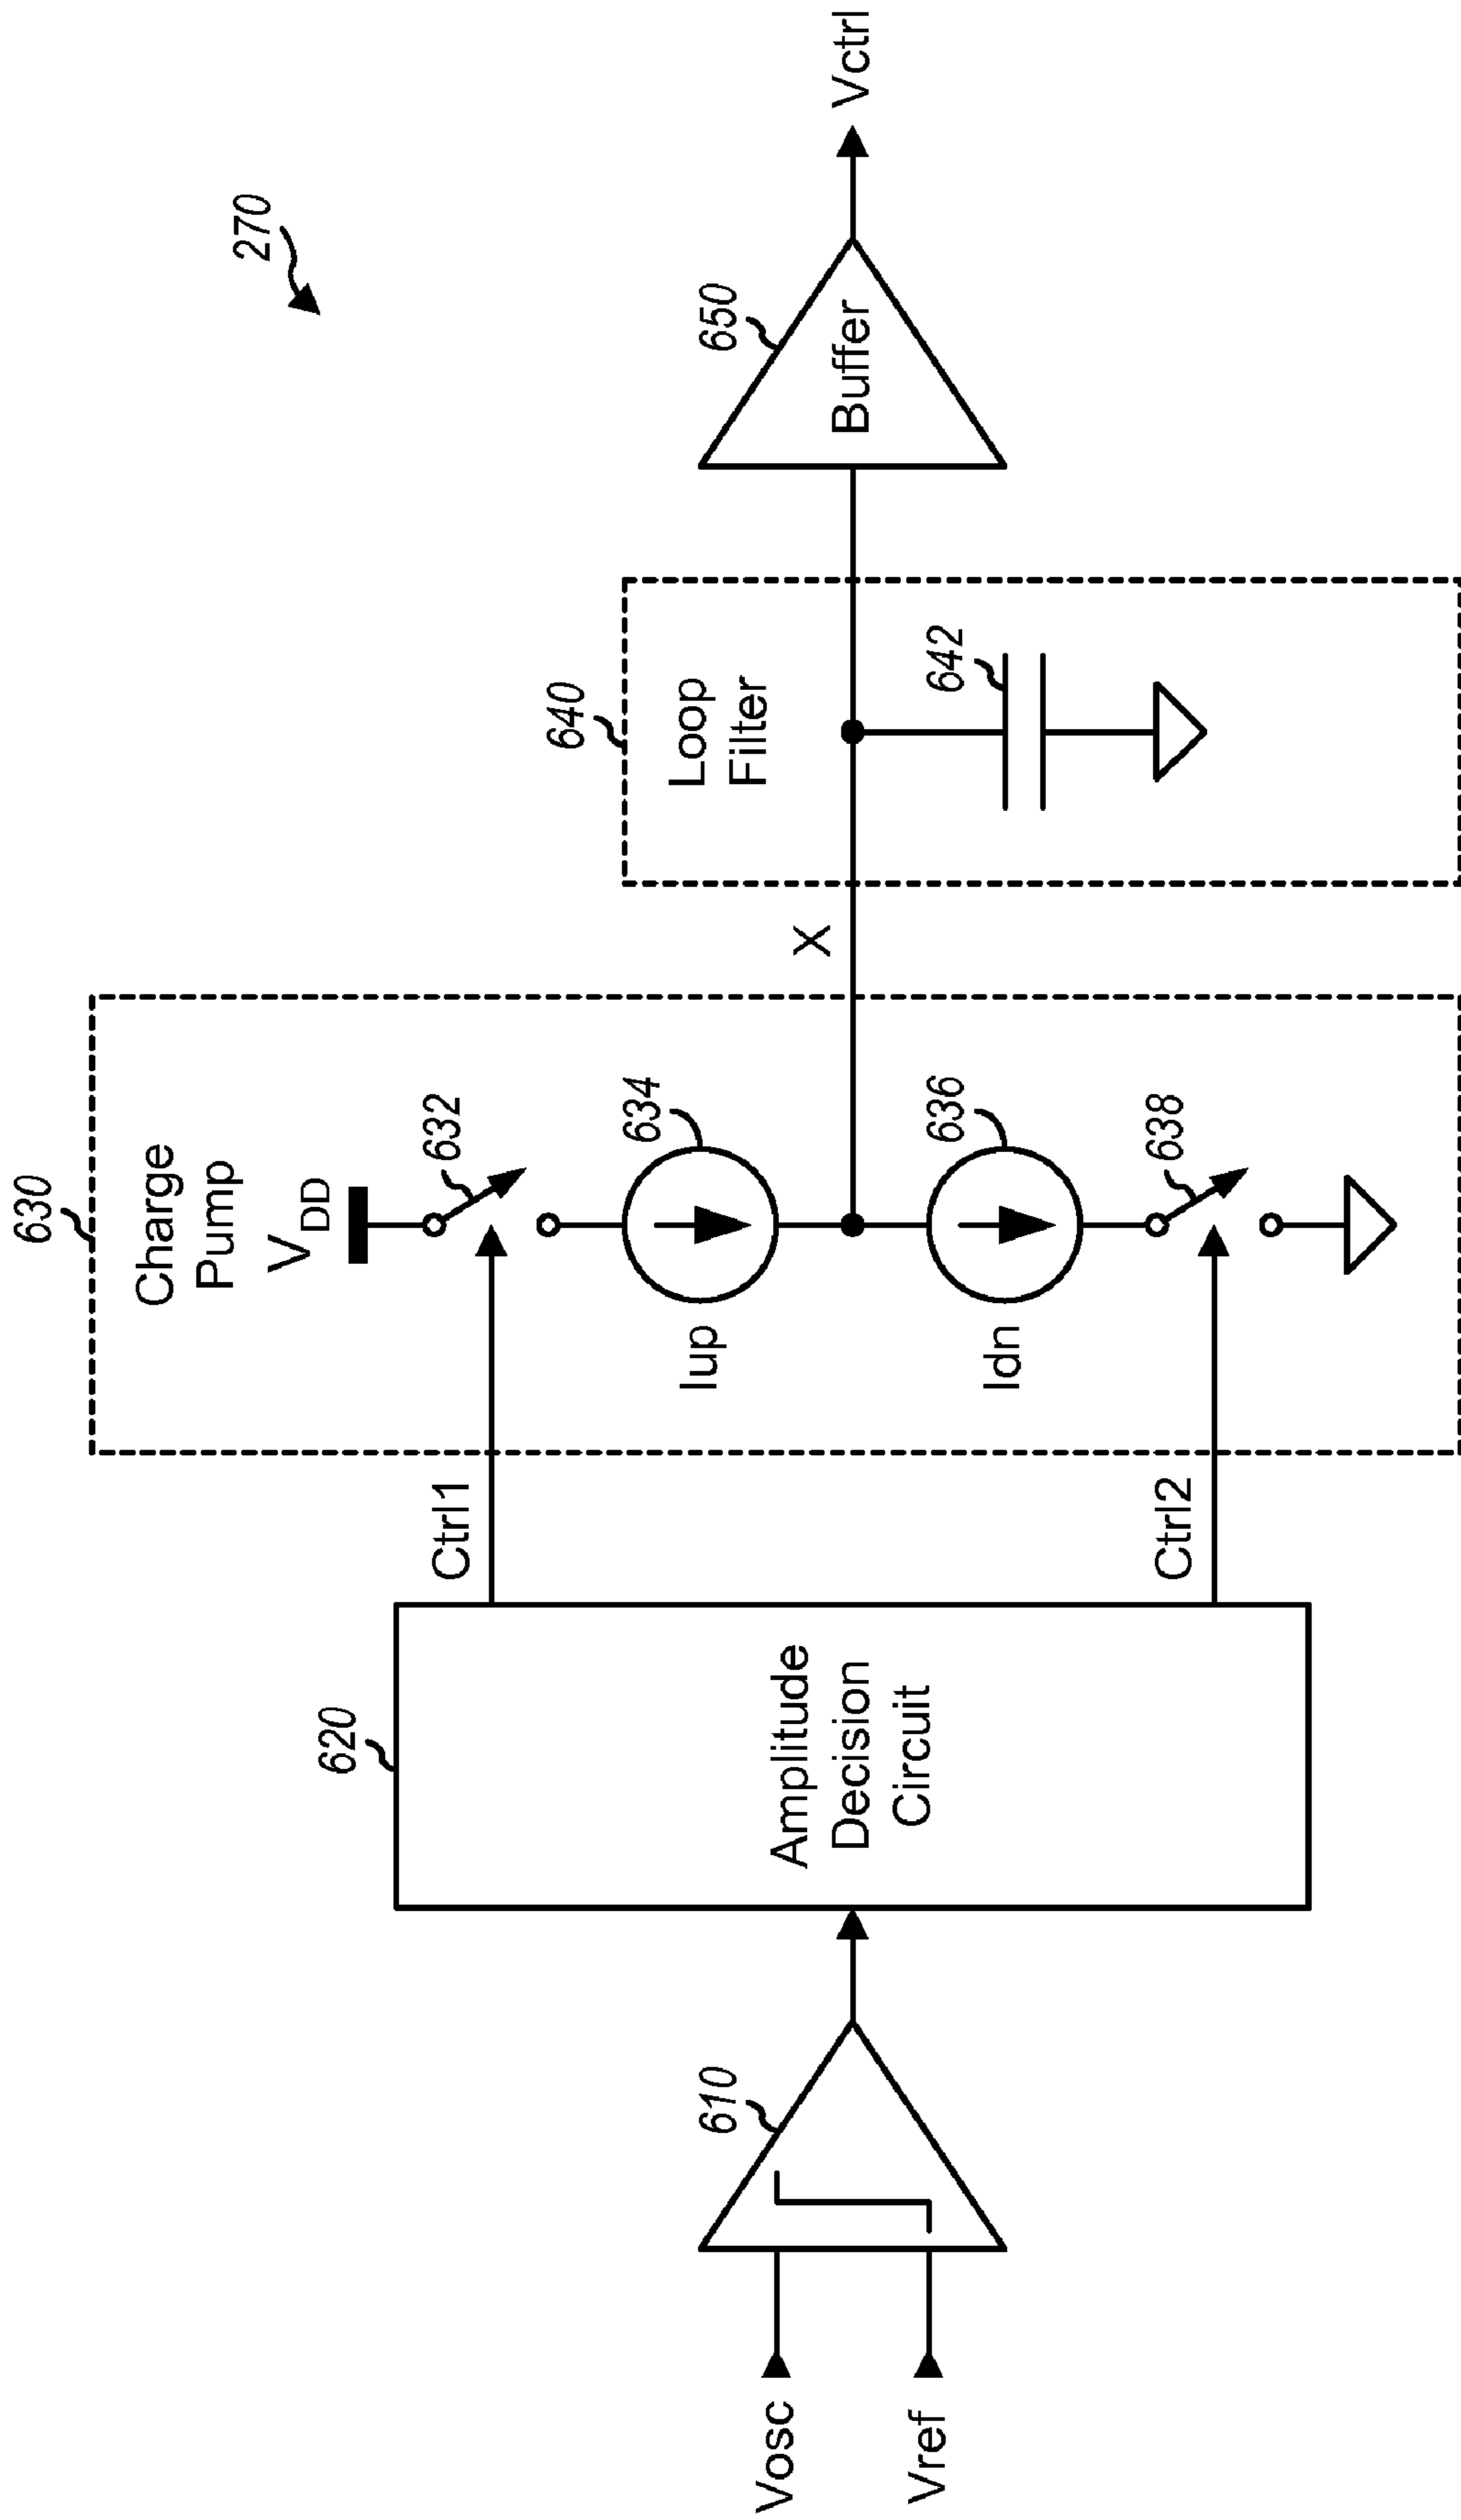 270
630
Charge
Pump
VDD
632
620
Ctrl1
640
Loop
Filter
634
Iup
610
650
Vosc
Amplitude
Decision
Circuit
X
Buffer
Vctrl
Vref
Idn
636
642
Ctrl2
638